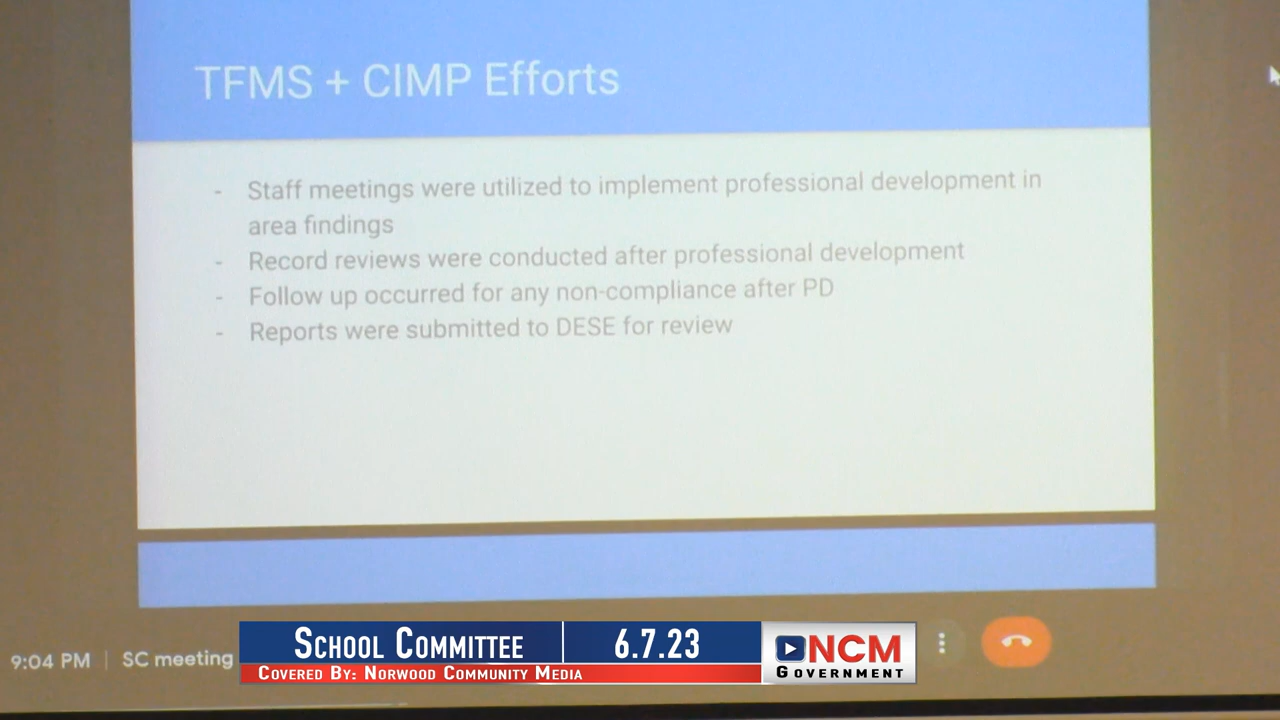 TFMS + CIMP Efforts
- Staff meetings were utilized to implement professional development in
area findings
- Record reviews were conducted after professional development
- Follow up occurred for any non-compliance after PD
- Reports were submitted to DESE for review
9:04 PM | SC meeting
School Committee
6.7.23
Covered By: Norwood Community Media
NCM
Government